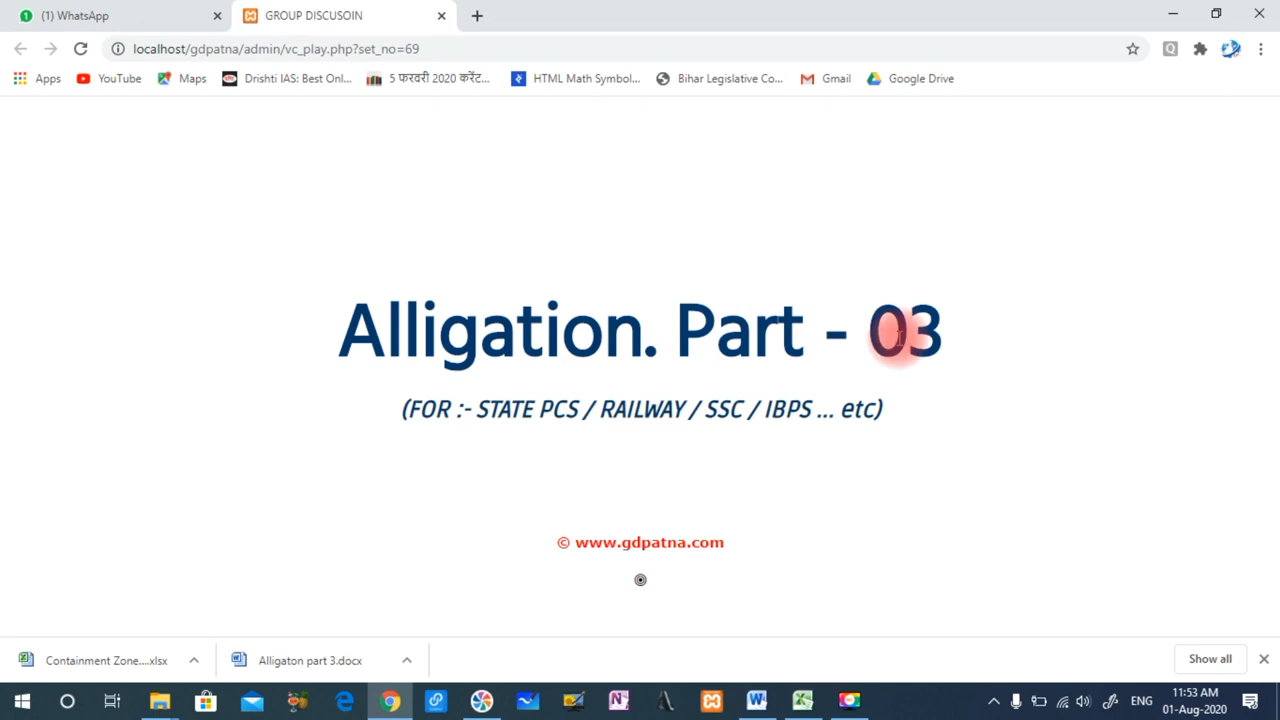 (1) WhatsApp
GROUP DISCUSOIN
localhost/gdpatna/admin/vc_play.php?set_no=69
Apps YouTube Maps Drishti IAS: Best Onl... 5 फरवरी 2020 करेंट... HTML Math Symbol... Bihar Legislative Co... Gmail Google Drive
Alligation. Part - 03
(FOR :- STATE PCS / RAILWAY / SSC / IBPS ... etc)
© www.gdpatna.com
Containment Zone....xlsx Alligaton part 3.docx Show all
ENG 11:53 AM
01-Aug-2020